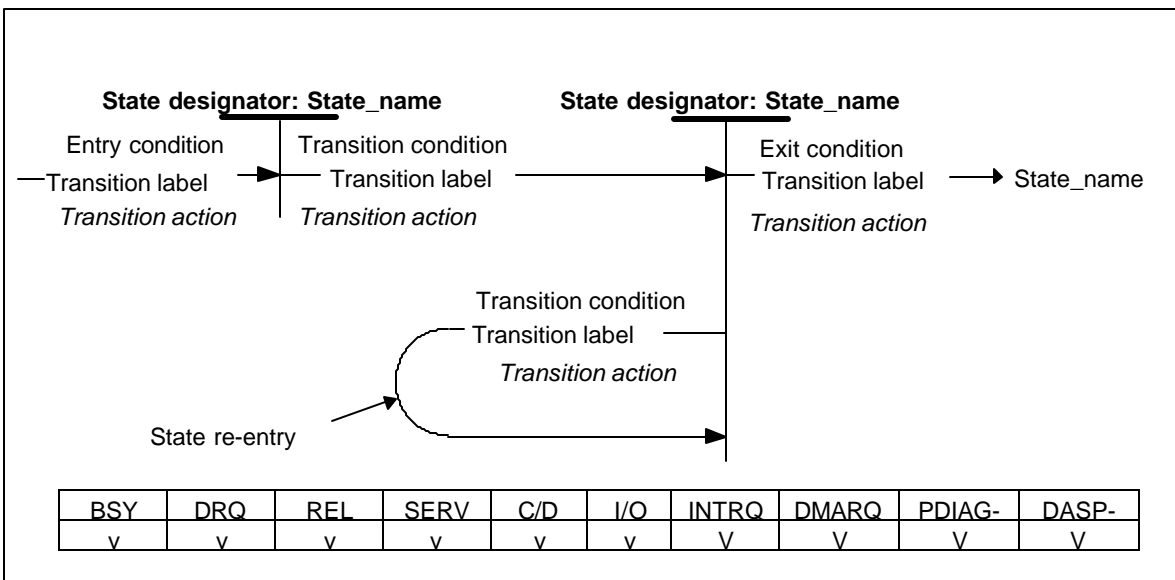 State designator: State_name State designator: State_name
Entry condition Transition condition Exit condition
Transition label Transition label Transition label State_name
Transition action Transition action Transition action
Transition condition
Transition label
Transition action
State re-entry
BSY DRQ REL SERV C/D I/O INTRQ DMARQ PDIAG- DASP-
v v v v v v V V V V